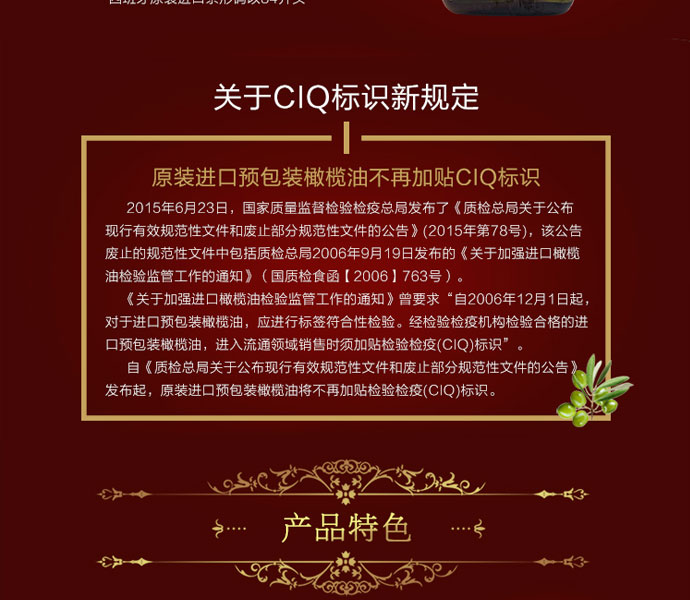 关于CIQ标识新规定
原装进口预包装橄榄油不再加贴CIQ标识
2015年6月23日，国家质量监督检验检疫总局发布了《质检总局关于公布
现行有效规范性文件和废止部分规范性文件的公告》(2015年第78号)，该公告
废止的规范性文件中包括质检总局2006年9月19日发布的《关于加强进口橄榄
油检验监管工作的通知》（国质检食函【2006】763号）。
《关于加强进口橄榄油检验监管工作的通知》曾要求“自2006年12月1日起，
对于进口预包装橄榄油，应进行标签符合性检验。经检验检疫机构检验合格的进
口预包装橄榄油，进入流通领域销售时须加贴检验检疫(CIQ)标识”。
自《质检总局关于公布现行有效规范性文件和废止部分规范性文件的公告》
发布起，原装进口预包装橄榄油将不再加贴检验检疫(CIQ)标识。
产品特色